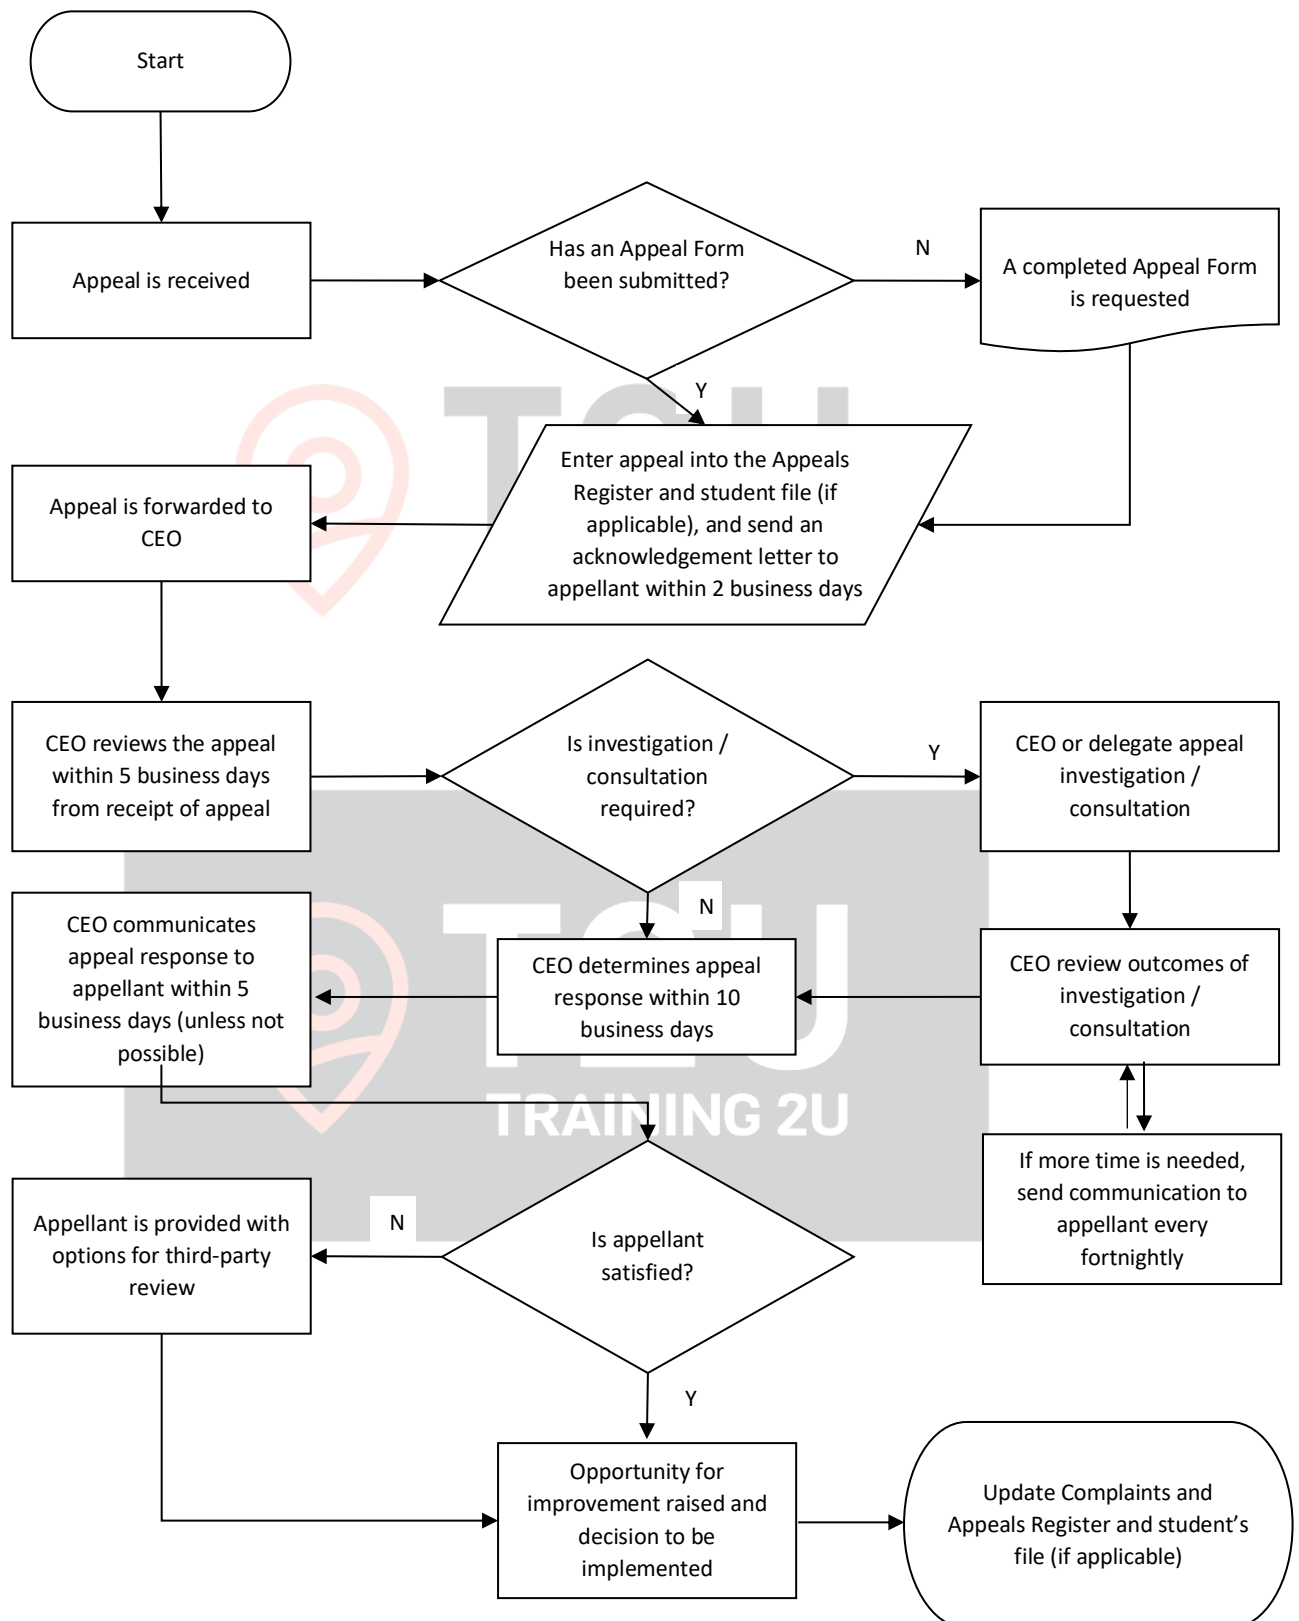 Start
Appeal is received
Has an Appeal Form
been submitted?
N
A completed Appeal Form
is requested
Y
Enter appeal into the Appeals
Register and student file (if
applicable), and send an
acknowledgement letter to
appellant within 2 business days
Appeal is forwarded to
CEO
CEO reviews the appeal
within 5 business days
from receipt of appeal
Is investigation /
consultation
required?
Y
CEO or delegate appeal
investigation /
consultation
N
CEO communicates
appeal response to
appellant within 5
business days (unless not
possible)
CEO determines appeal
response within 10
business days
CEO review outcomes of
investigation /
consultation
TRAINING 2U
If more time is needed,
send communication to
appellant every
fortnightly
Appellant is provided with
options for third-party
review
N
Is appellant
satisfied?
Y
Opportunity for
improvement raised and
decision to be
implemented
Update Complaints and
Appeals Register and student’s
file (if applicable)